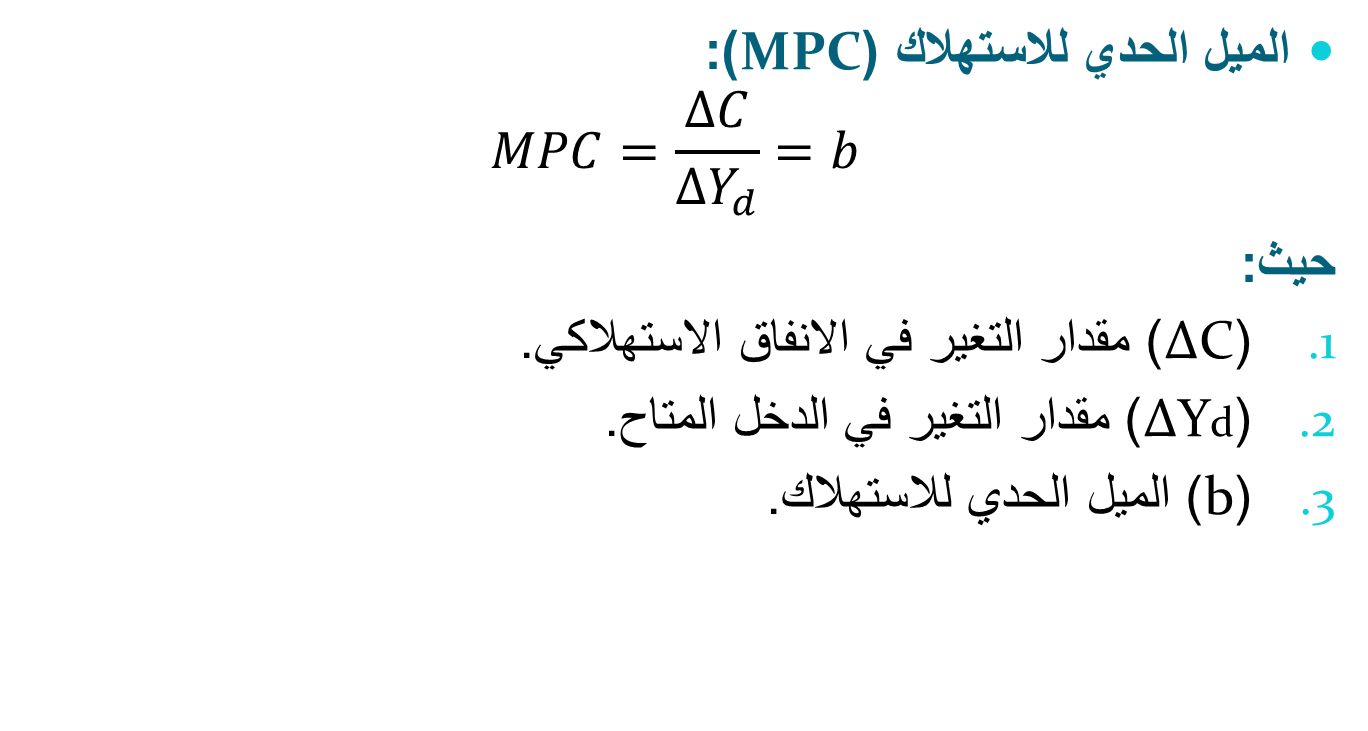 • الميل الحدي للاستهلاك (MPC):
MPC = ΔC / ΔY_d = b
حيث:
1. (ΔC) مقدار التغير في الانفاق الاستهلاكي.
2. (ΔYd) مقدار التغير في الدخل المتاح.
3. (b) الميل الحدي للاستهلاك.